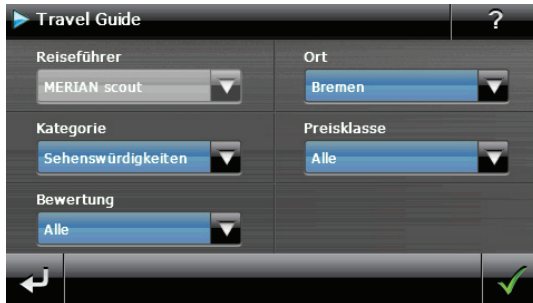 Travel Guide
?
Reiseführer
Ort
MERIAN scout
Bremen
Kategorie
Preisklasse
Sehenswürdigkeiten
Alle
Bewertung
Alle